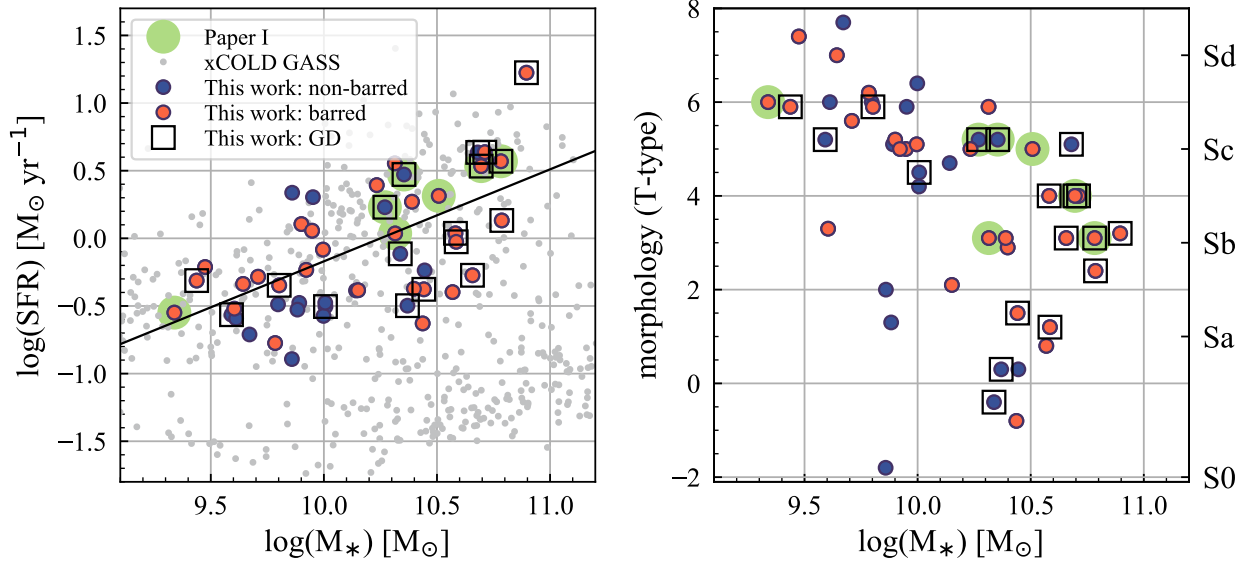 1.5
1.0
0.5
0.0
−0.5
−1.0
−1.5
log(SFR) [M⊙ yr⁻¹]
Paper I
xCOLD GASS
This work: non-barred
This work: barred
This work: GD
9.5 10.0 10.5 11.0
log(M∗) [M⊙]
8
6
4
2
0
−2
morphology (T-type)
Sd
Sc
Sb
Sa
S0
9.5 10.0 10.5 11.0
log(M∗) [M⊙]